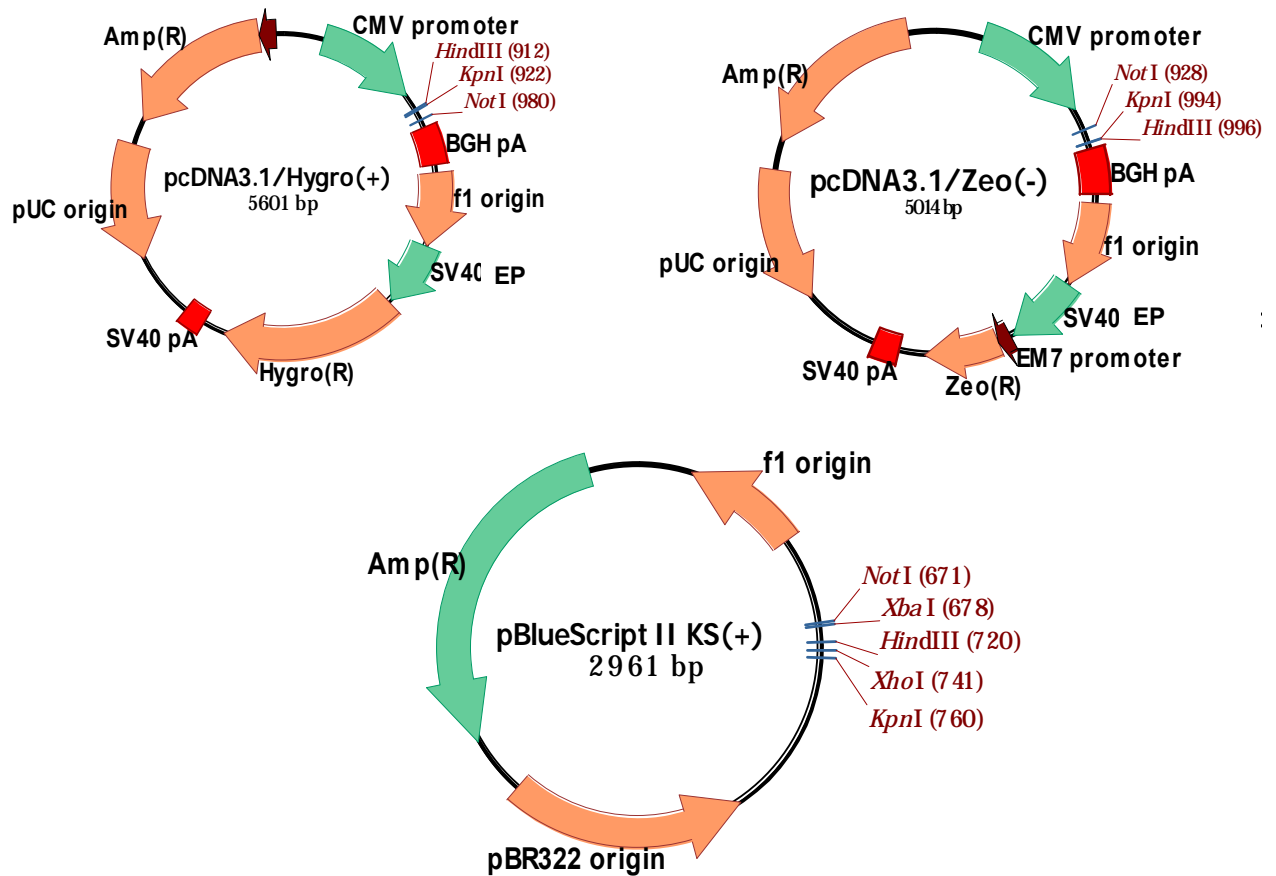 CMV promoter
Amp(R)
HindIII (912)
KpnI (922)
NotI (980)
BGH pA
pcDNA3.1/Hygro(+)
5601 bp
f1 origin
pUC origin
SV40 EP
SV40 pA
Hygro(R)
CMV promoter
Amp(R)
NotI (928)
KpnI (994)
HindIII (996)
BGH pA
pcDNA3.1/Zeo(-)
5014 bp
f1 origin
pUC origin
SV40 EP
EM7 promoter
SV40 pA
Zeo(R)
f1 origin
Amp(R)
NotI (671)
XbaI (678)
pBlueScript II KS(+)
2961 bp
HindIII (720)
XhoI (741)
KpnI (760)
pBR322 origin